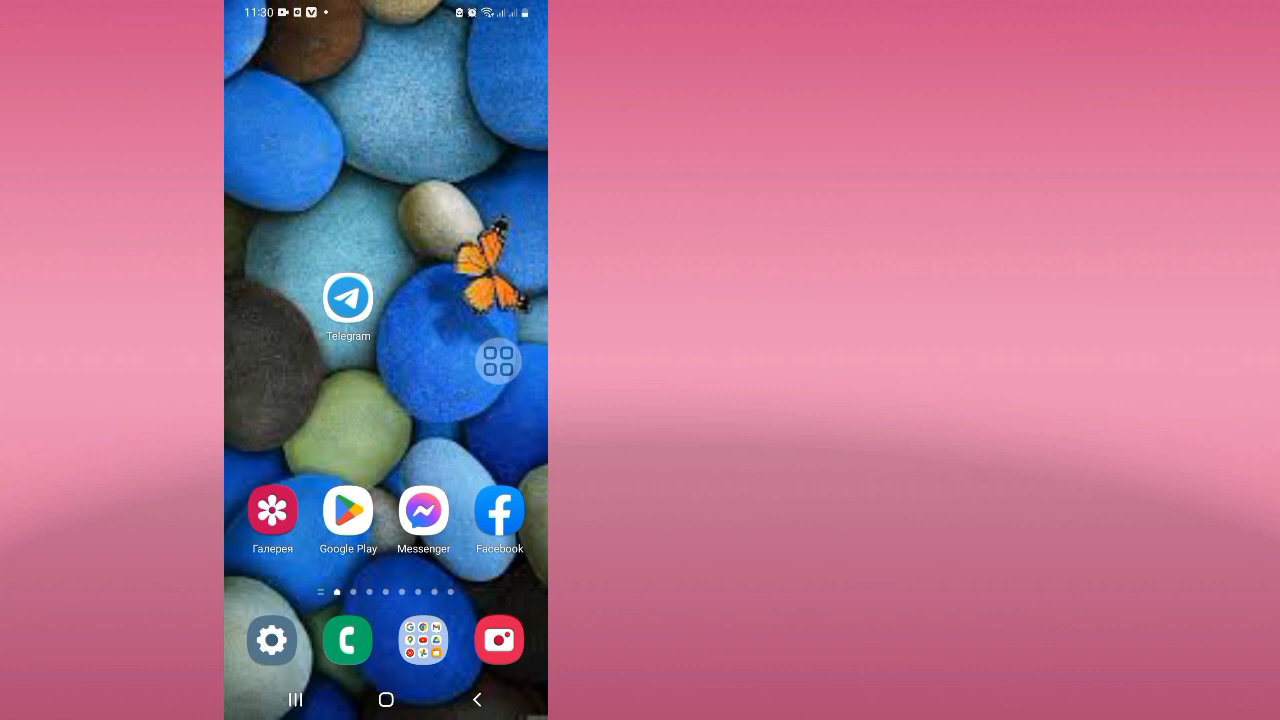 11:30
Telegram
Галерея
Google Play
Messenger
Facebook